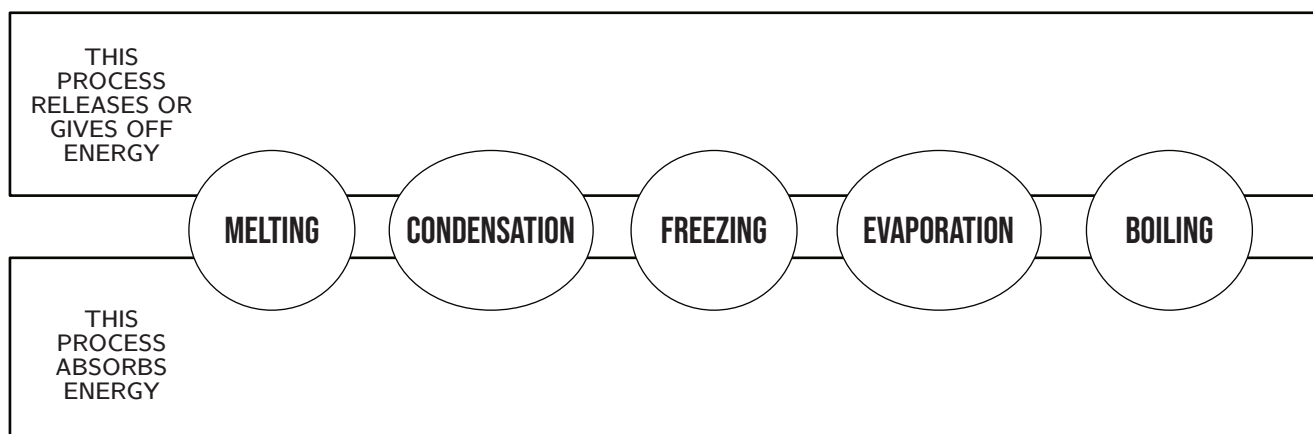 THIS
PROCESS
RELEASES OR
GIVES OFF
ENERGY
MELTING
CONDENSATION
FREEZING
EVAPORATION
BOILING
THIS
PROCESS
ABSORBS
ENERGY